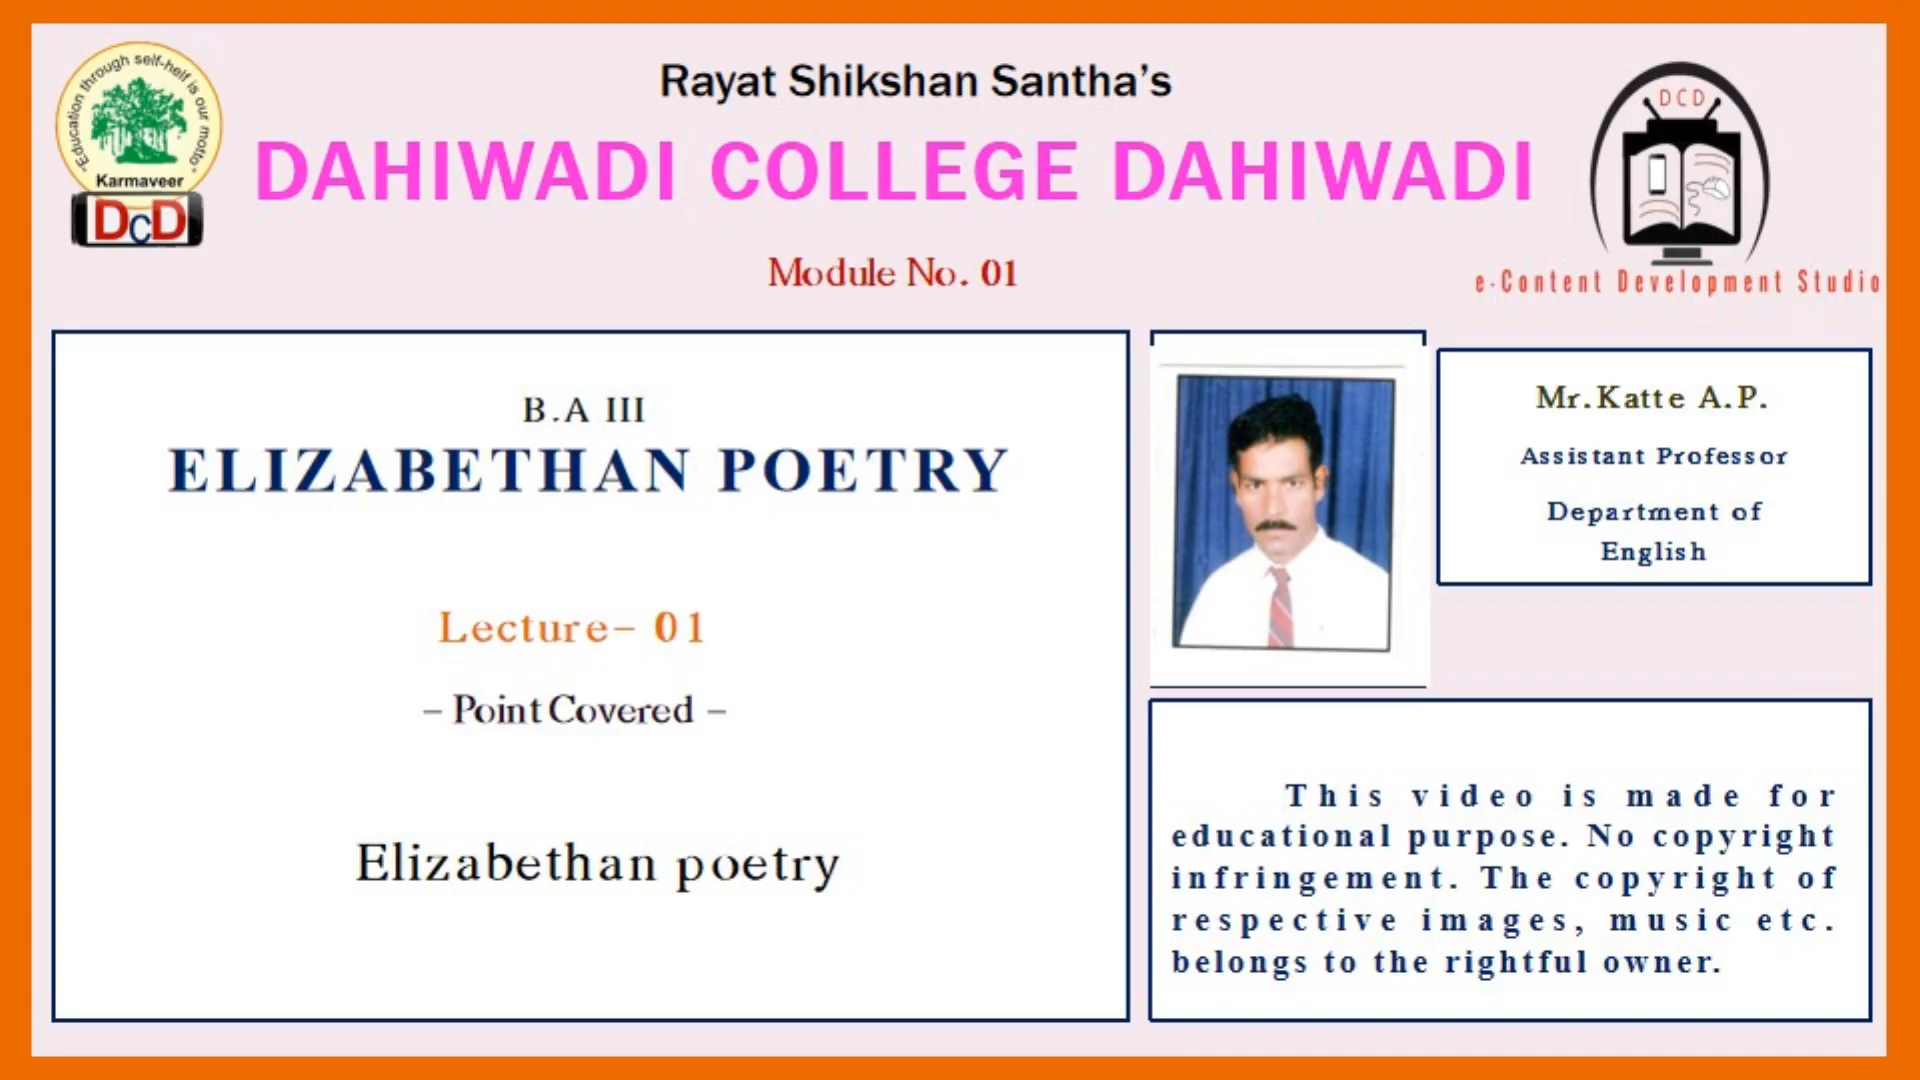 "Education through self-helf is our motto"
Karmaveer
DcD
Rayat Shikshan Santha's
DAHIWADI COLLEGE DAHIWADI
Module No. 01
DCD
e-Content Development Studio
B.A III
ELIZABETHAN POETRY
Lecture- 01
- Point Covered -
Elizabethan poetry
Mr.Katte A.P.
Assistant Professor
Department of
English
This video is made for
educational purpose. No copyright
infringement. The copyright of
respective images, music etc.
belongs to the rightful owner.